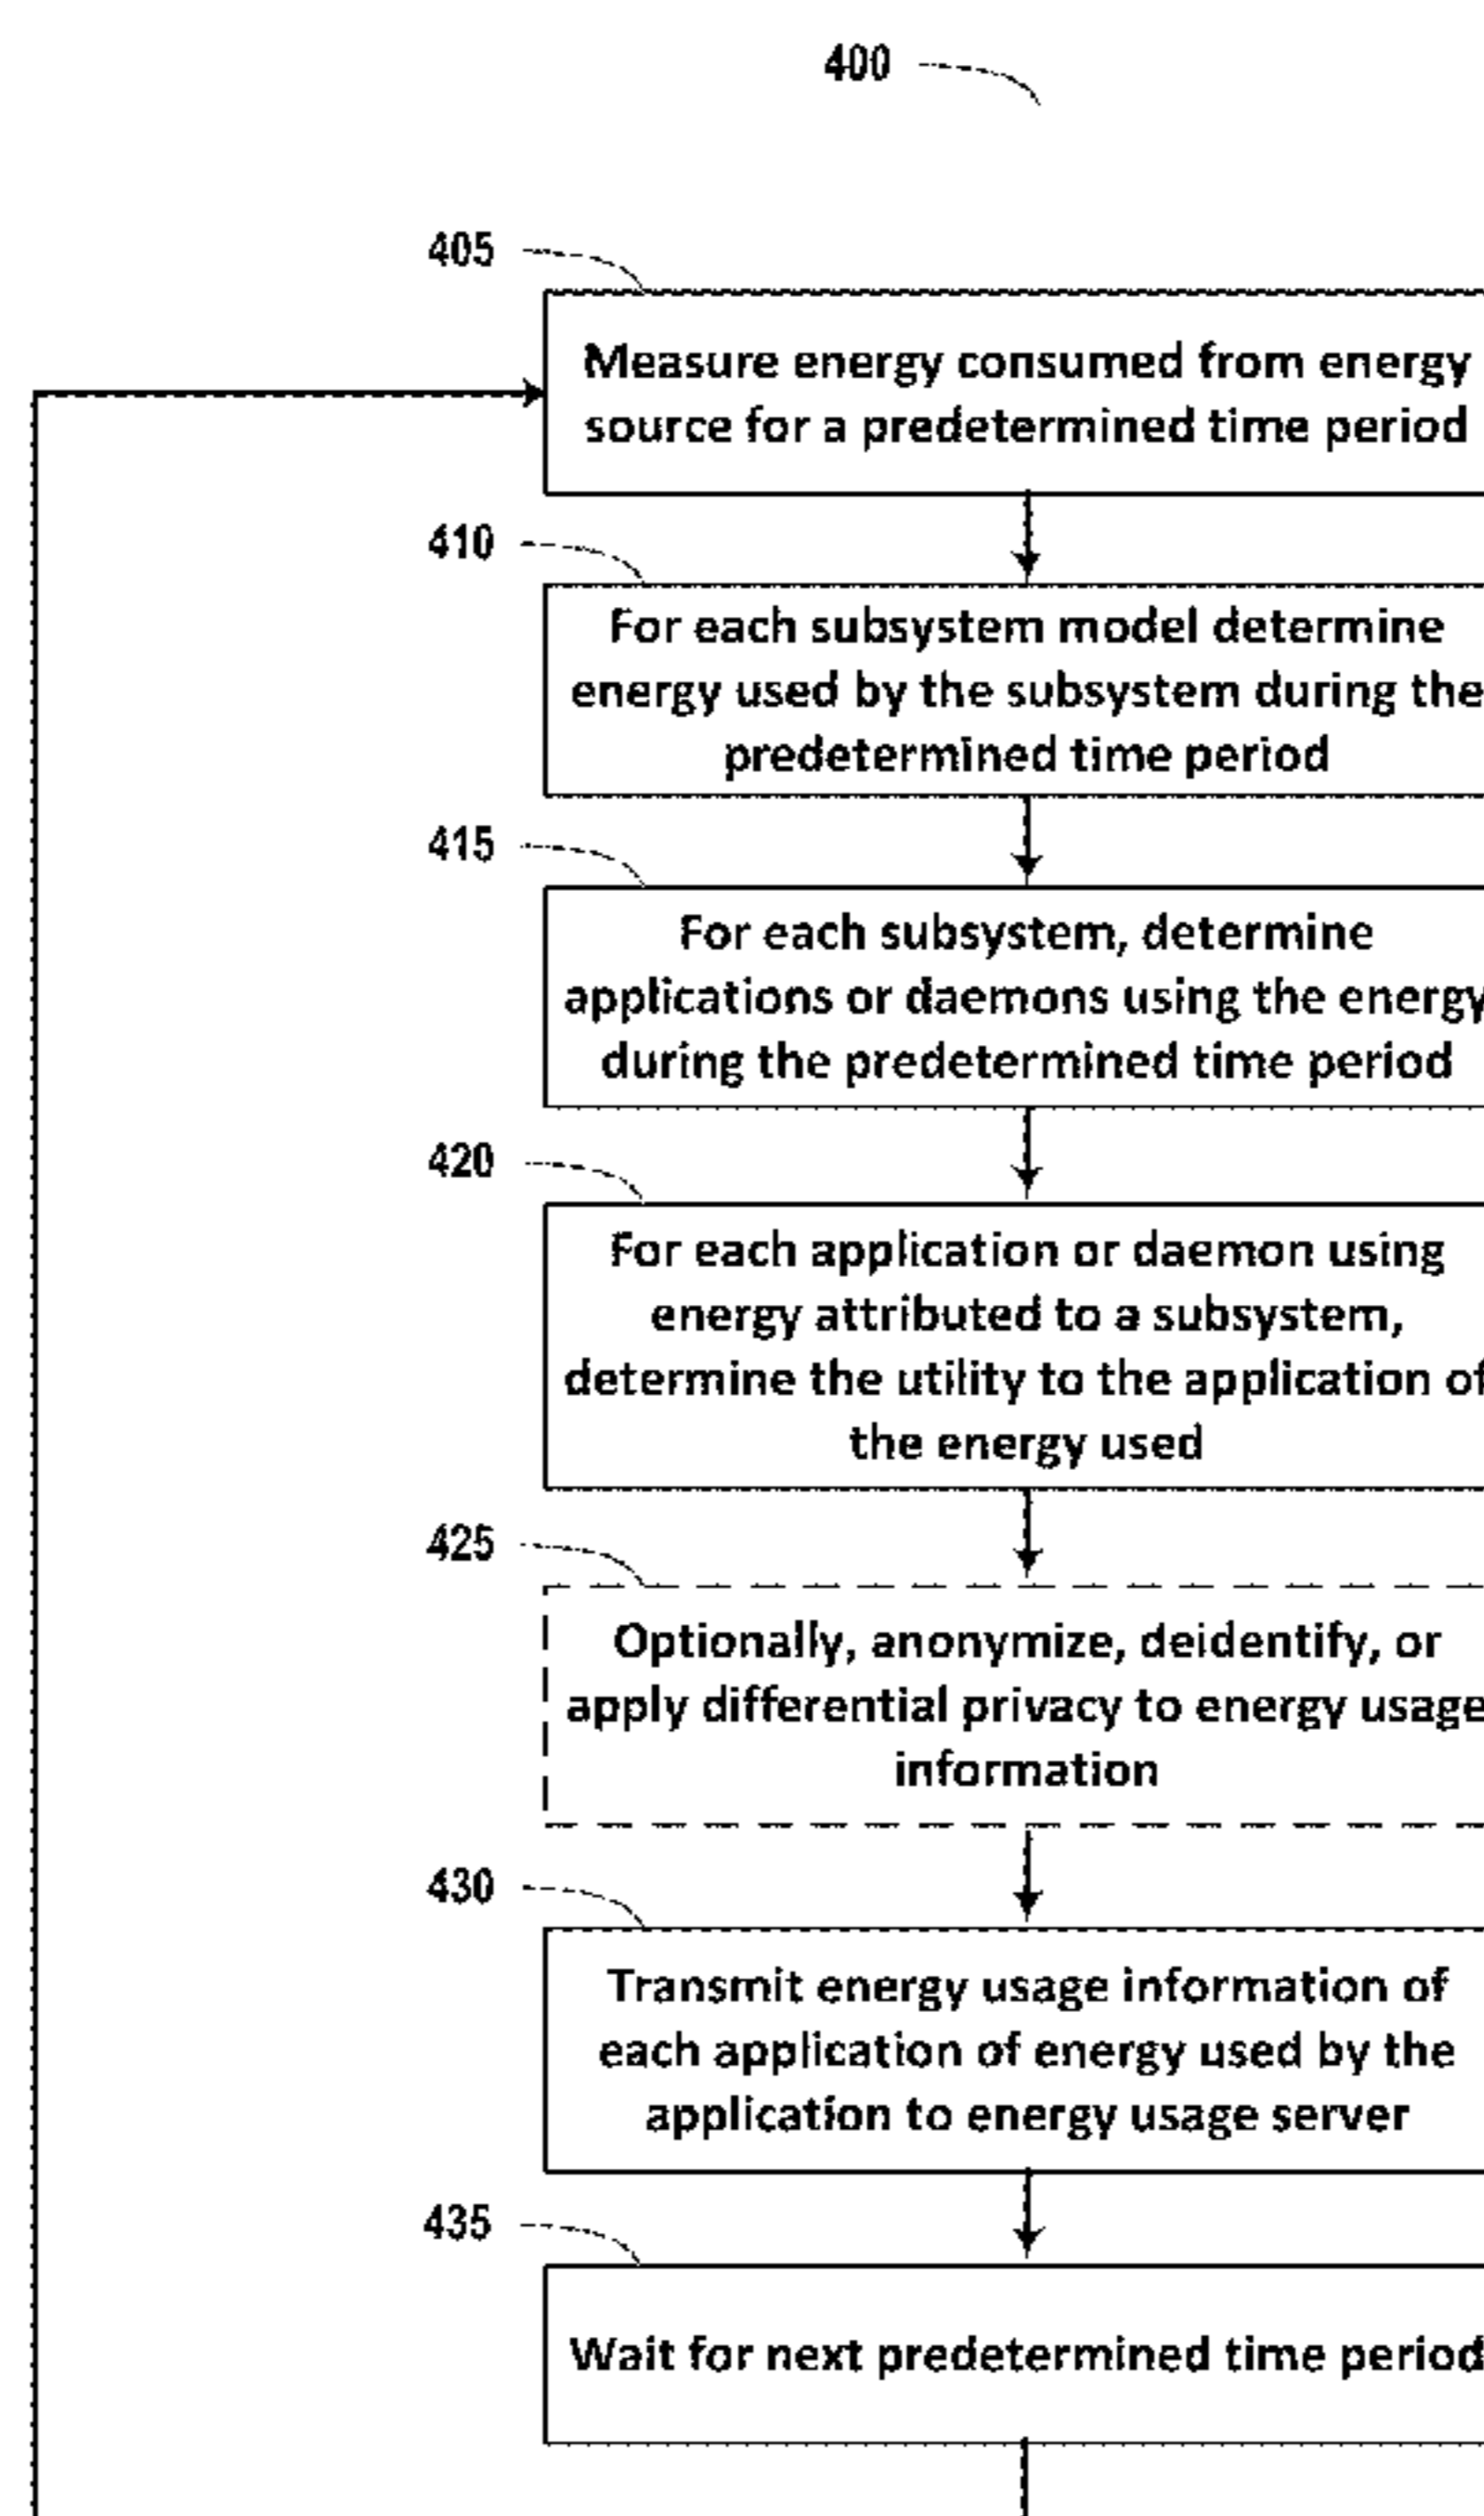 400
405
Measure energy consumed from energy
source for a predetermined time period
410
For each subsystem model determine
energy used by the subsystem during the
predetermined time period
415
For each subsystem, determine
applications or daemons using the energy
during the predetermined time period
420
For each application or daemon using
energy attributed to a subsystem,
determine the utility to the application of
the energy used
425
Optionally, anonymize, deidentify, or
apply differential privacy to energy usage
information
430
Transmit energy usage information of
each application of energy used by the
application to energy usage server
435
Wait for next predetermined time period